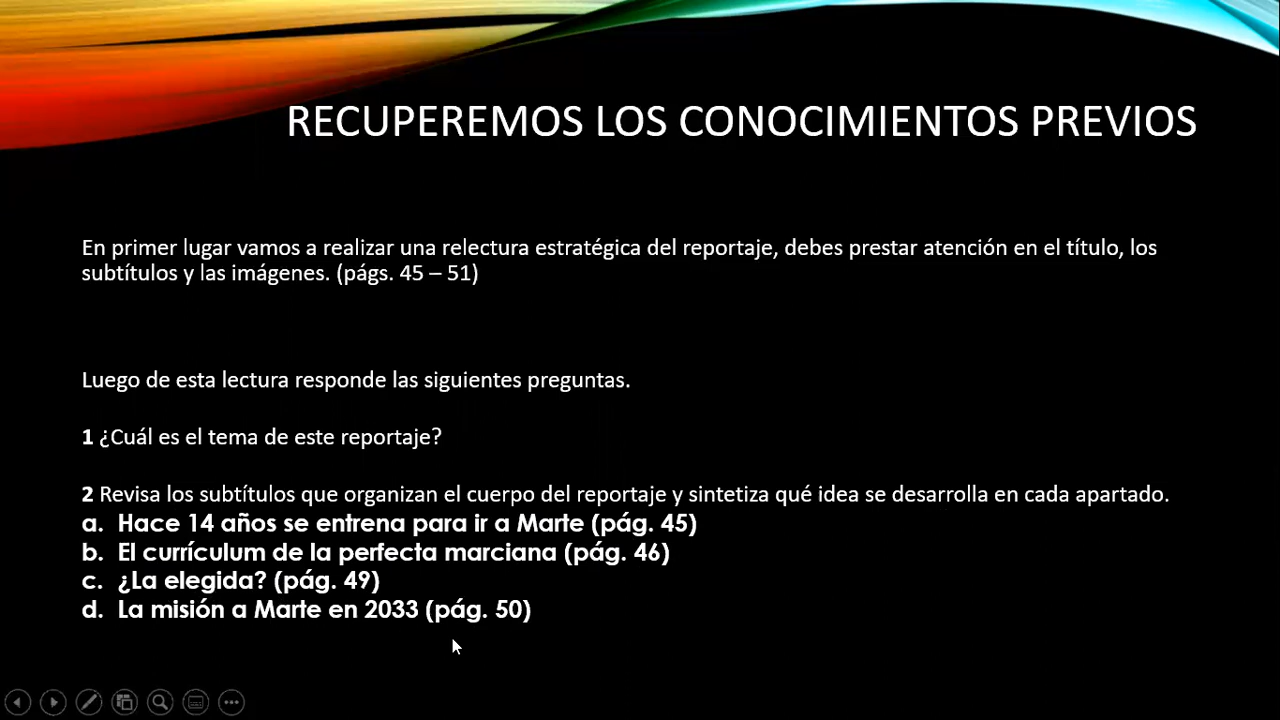 RECUPEREMOS LOS CONOCIMIENTOS PREVIOS
En primer lugar vamos a realizar una relectura estratégica del reportaje, debes prestar atención en el título, los
subtítulos y las imágenes. (págs. 45 – 51)
Luego de esta lectura responde las siguientes preguntas.
1 ¿Cuál es el tema de este reportaje?
2 Revisa los subtítulos que organizan el cuerpo del reportaje y sintetiza qué idea se desarrolla en cada apartado.
a. Hace 14 años se entrena para ir a Marte (pág. 45)
b. El currículum de la perfecta marciana (pág. 46)
c. ¿La elegida? (pág. 49)
d. La misión a Marte en 2033 (pág. 50)